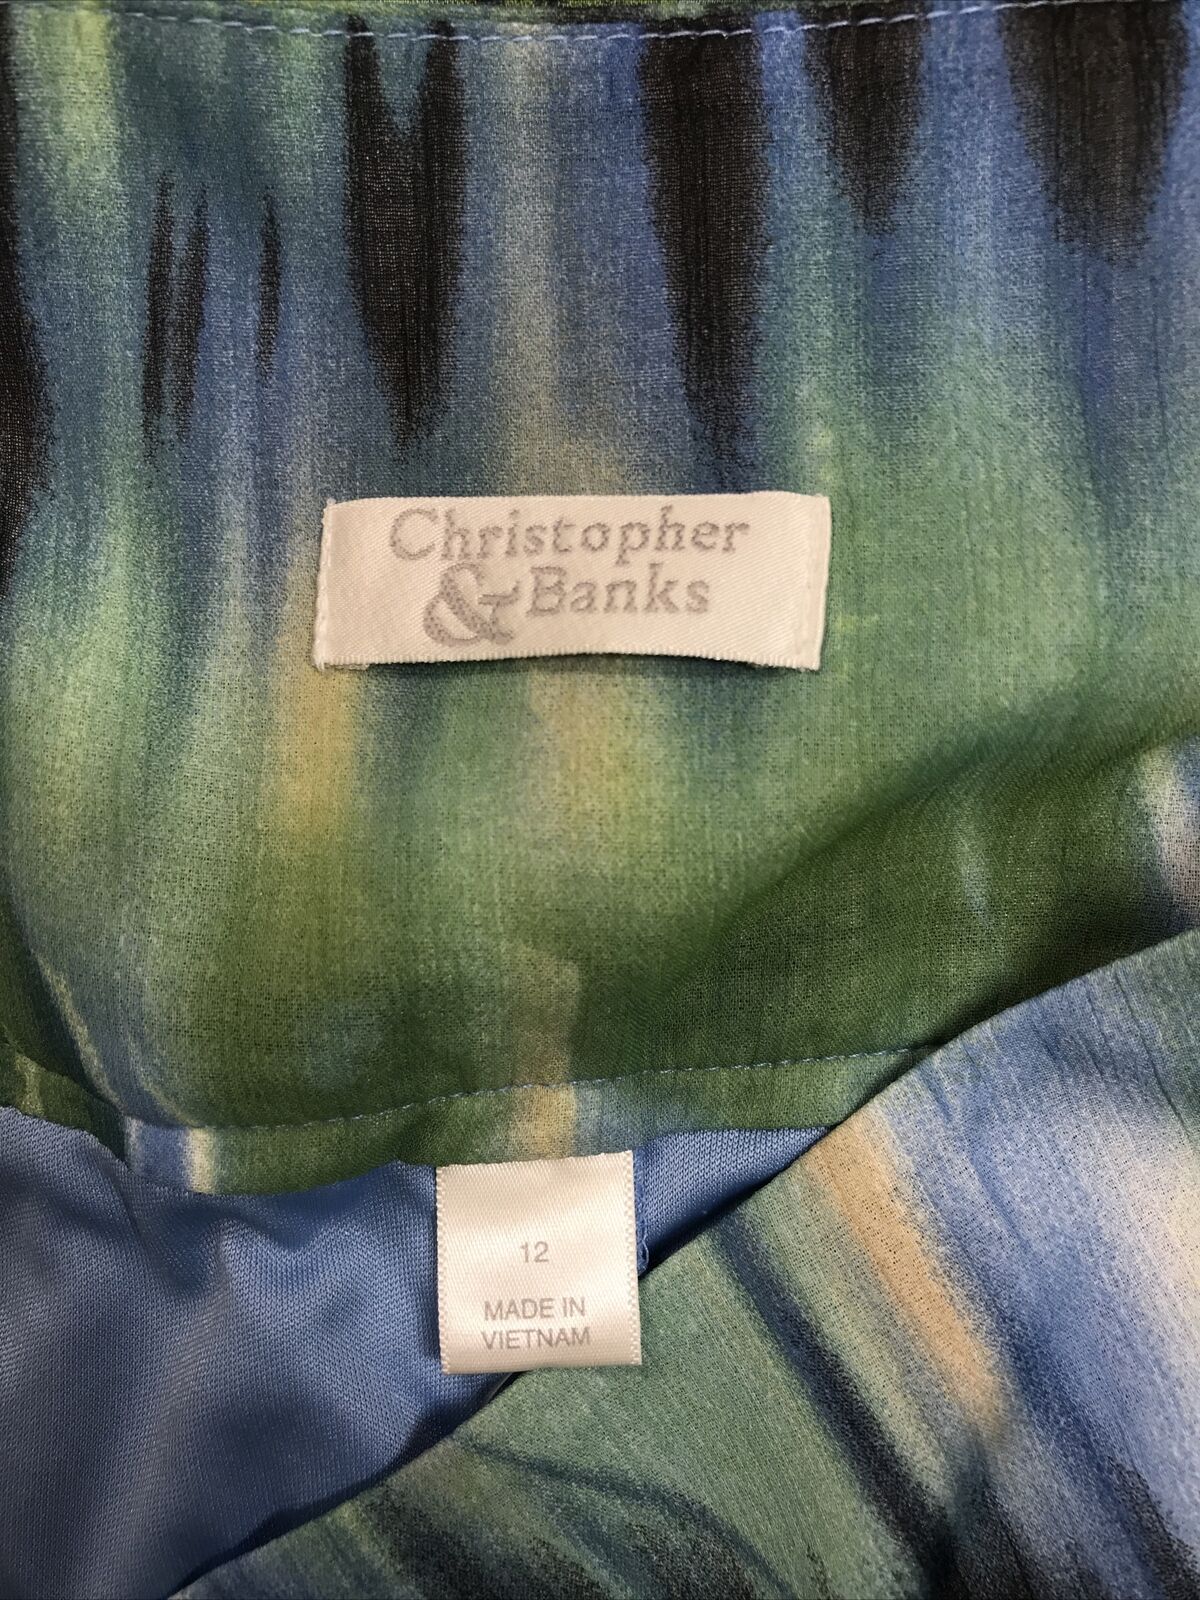 Christopher
& Banks
12
MADE IN
VIETNAM